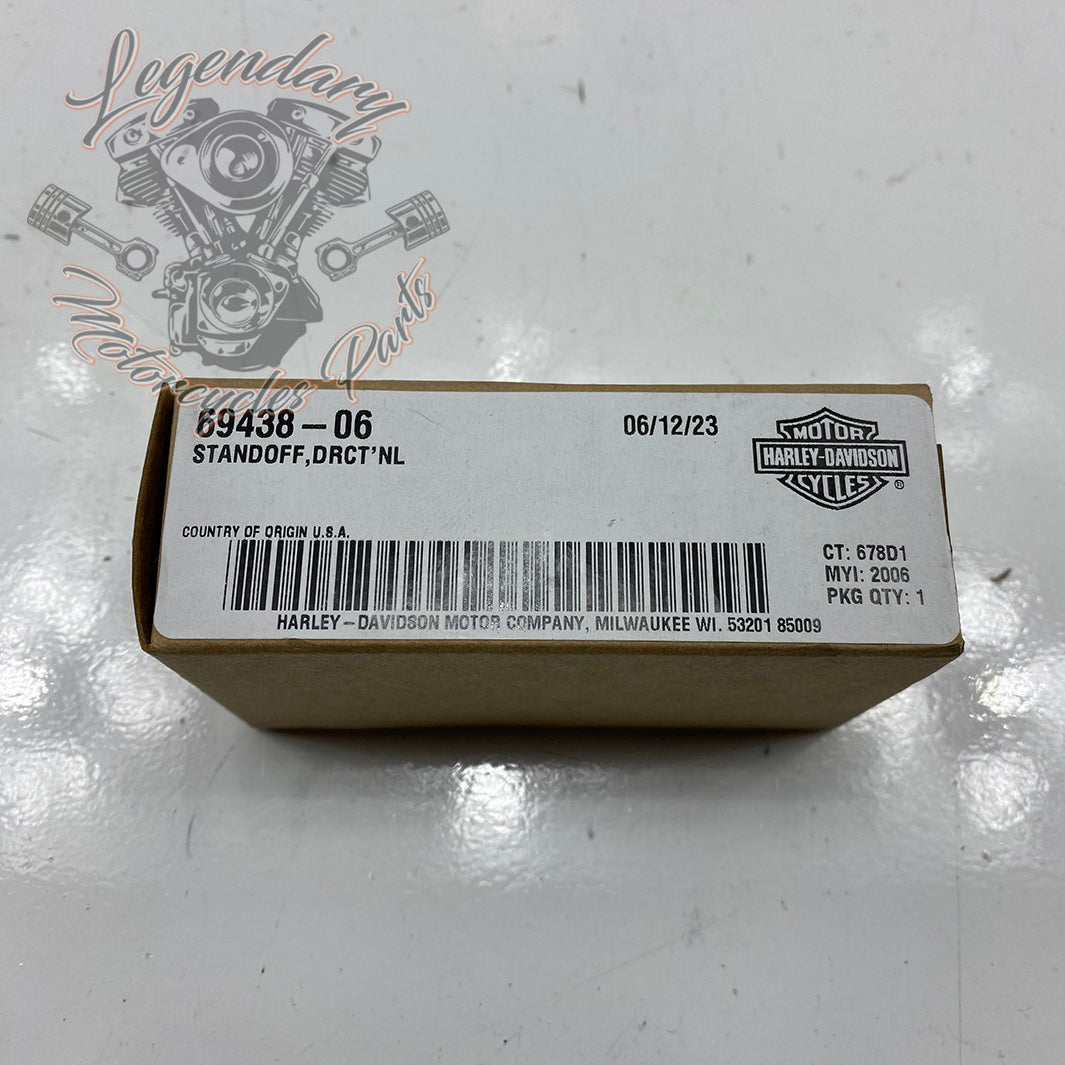 Legendary
Motorcycles Parts
69438-06
06/12/23
STANDOFF,DRCT'NL
MOTOR
HARLEY-DAVIDSON
CYCLES
®
COUNTRY OF ORIGIN U.S.A.
CT: 678D1
MYI: 2006
PKG QTY: 1
HARLEY-DAVIDSON MOTOR COMPANY, MILWAUKEE WI. 53201 85009